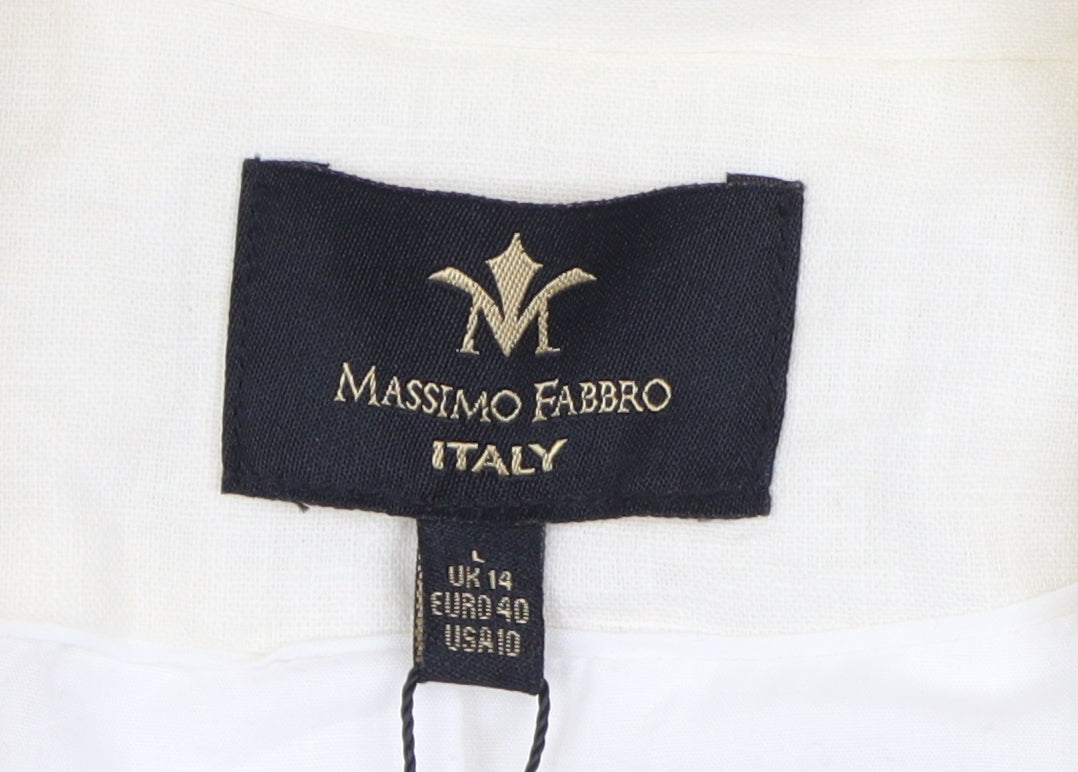 MASSIMO FABBRO
ITALY
L
UK 14
EURO 40
USA 10